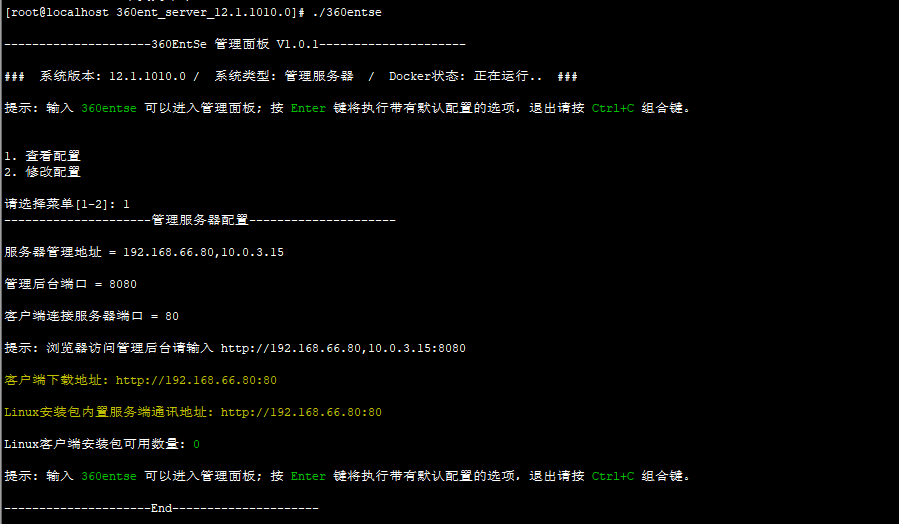 [root@localhost 360ent_server_12.1.1010.0]# ./360entse
---------------------360EntSe 管理面板 V1.0.1---------------------
### 系统版本: 12.1.1010.0 / 系统类型: 管理服务器 / Docker状态: 正在运行.. ###
提示: 输入 360entse 可以进入管理面板; 按 Enter 键将执行带有默认配置的选项, 退出请按 Ctrl+C 组合键。
1. 查看配置
2. 修改配置
请选择菜单[1-2]: 1
---------------------管理服务器配置---------------------
服务器管理地址 = 192.168.66.80,10.0.3.15
管理后台端口 = 8080
客户端连接服务器端口 = 80
提示: 浏览器访问管理后台请输入 http://192.168.66.80,10.0.3.15:8080
客户端下载地址: http://192.168.66.80:80
Linux安装包内置服务端通讯地址: http://192.168.66.80:80
Linux客户端安装包可用数量: 0
提示: 输入 360entse 可以进入管理面板; 按 Enter 键将执行带有默认配置的选项, 退出请按 Ctrl+C 组合键。
---------------------End---------------------